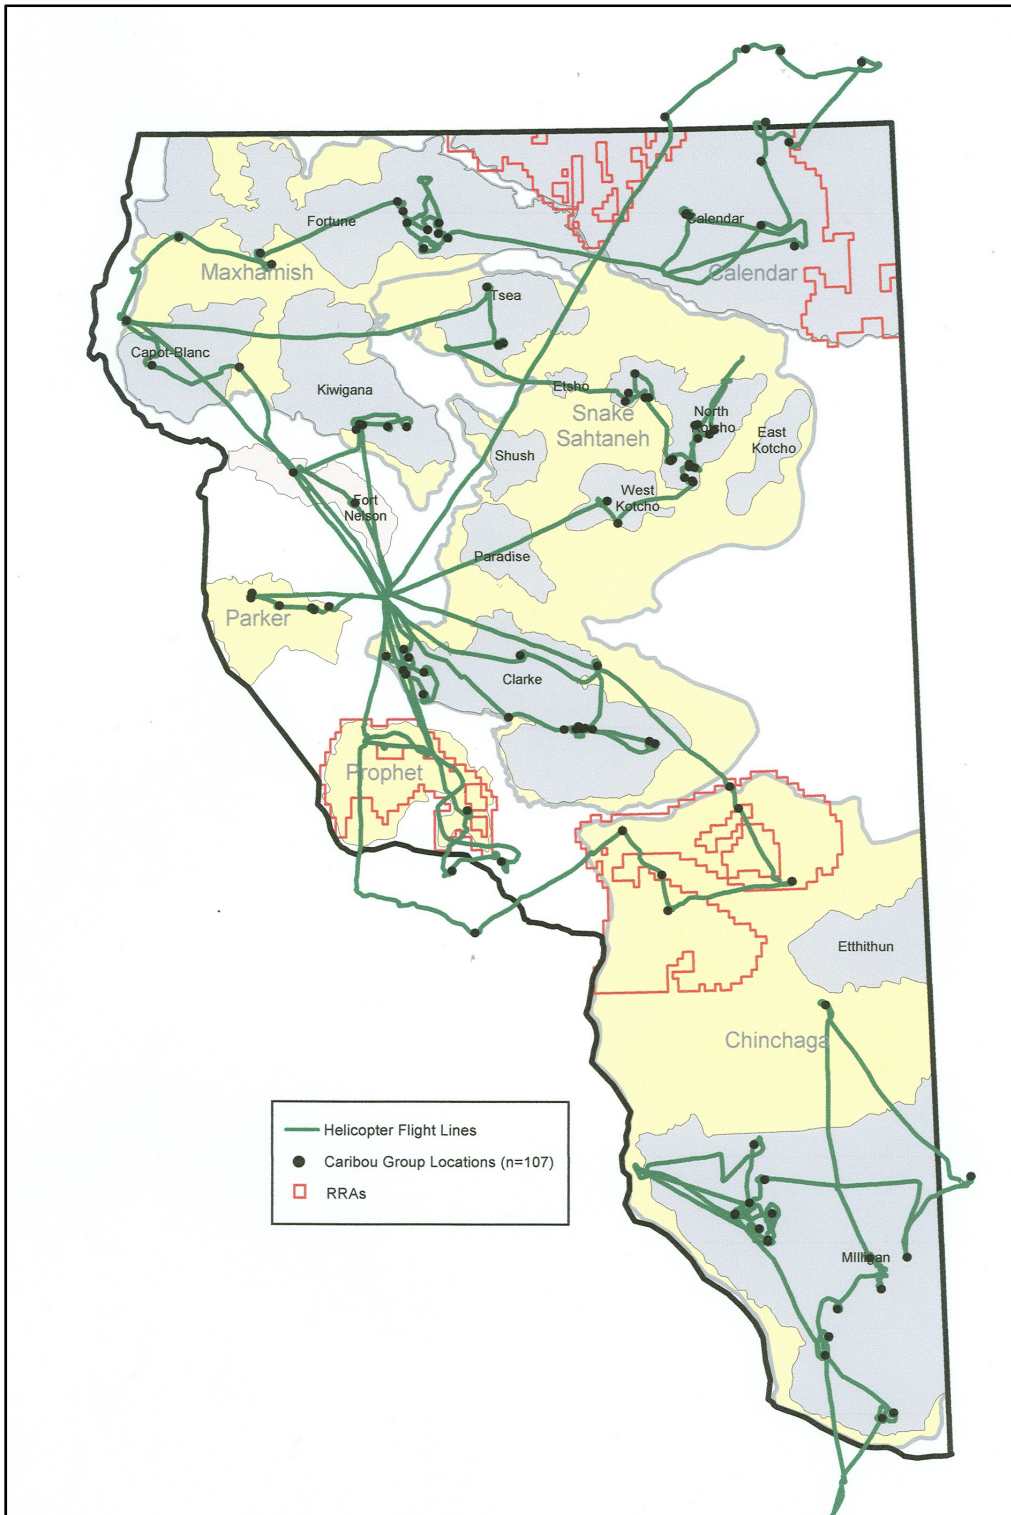 Fortune
Calendar
Maxhamish
Calendar
Tsea
Capot-Blanc
Kiwigana
Etsho
Snake
Sahtaneh
North
Kotcho
East
Kotcho
Shush
West
Kotcho
Fort
Nelson
Paradise
Parker
Clarke
Prophet
Etthithun
Chinchaga
Milligan
Helicopter Flight Lines
Caribou Group Locations (n=107)
RRAs